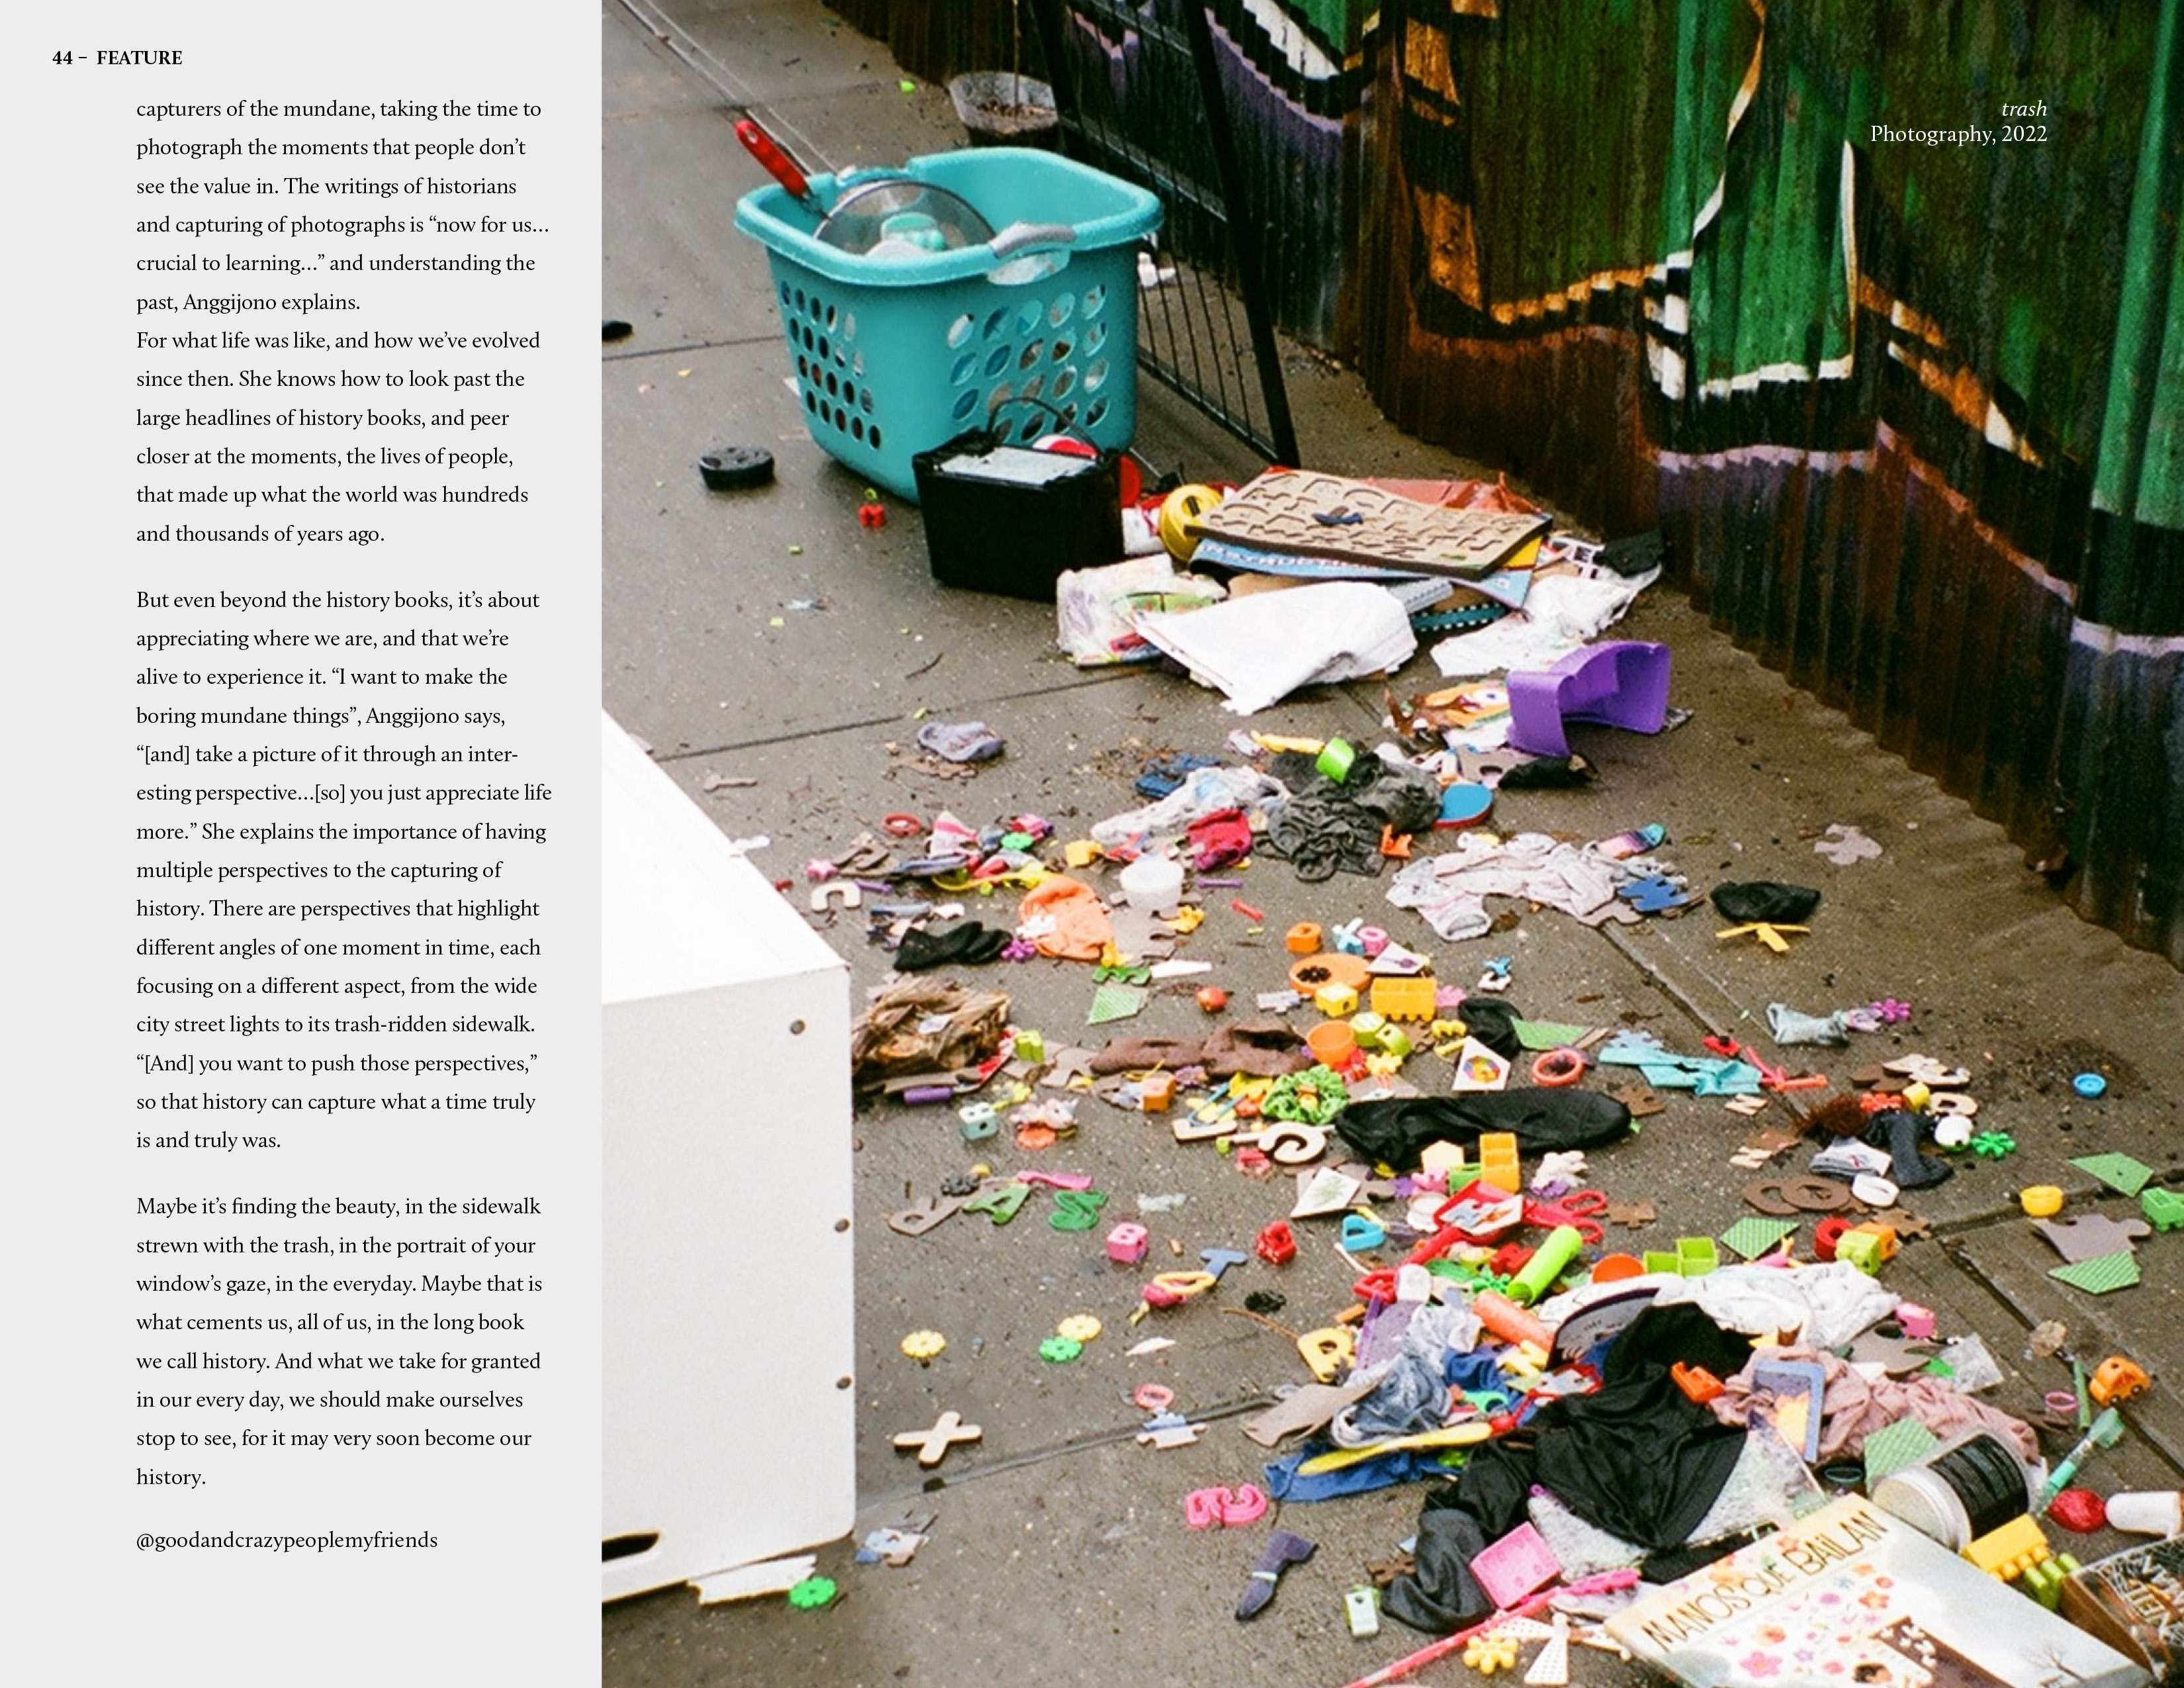 44 – FEATURE
capturers of the mundane, taking the time to
photograph the moments that people don’t
see the value in. The writings of historians
and capturing of photographs is “now for us…
crucial to learning…” and understanding the
past, Anggijono explains.
For what life was like, and how we’ve evolved
since then. She knows how to look past the
large headlines of history books, and peer
closer at the moments, the lives of people,
that made up what the world was hundreds
and thousands of years ago.
But even beyond the history books, it’s about
appreciating where we are, and that we’re
alive to experience it. “I want to make the
boring mundane things”, Anggijono says,
“[and] take a picture of it through an inter-
esting perspective…[so] you just appreciate life
more.” She explains the importance of having
multiple perspectives to the capturing of
history. There are perspectives that highlight
different angles of one moment in time, each
focusing on a different aspect, from the wide
city street lights to its trash-ridden sidewalk.
“[And] you want to push those perspectives,”
so that history can capture what a time truly
is and truly was.
Maybe it’s finding the beauty, in the sidewalk
strewn with the trash, in the portrait of your
window’s gaze, in the everyday. Maybe that is
what cements us, all of us, in the long book
we call history. And what we take for granted
in our every day, we should make ourselves
stop to see, for it may very soon become our
history.
@goodandcrazypeoplemyfriends
trash
Photography, 2022
MANOS QUE BAILAN